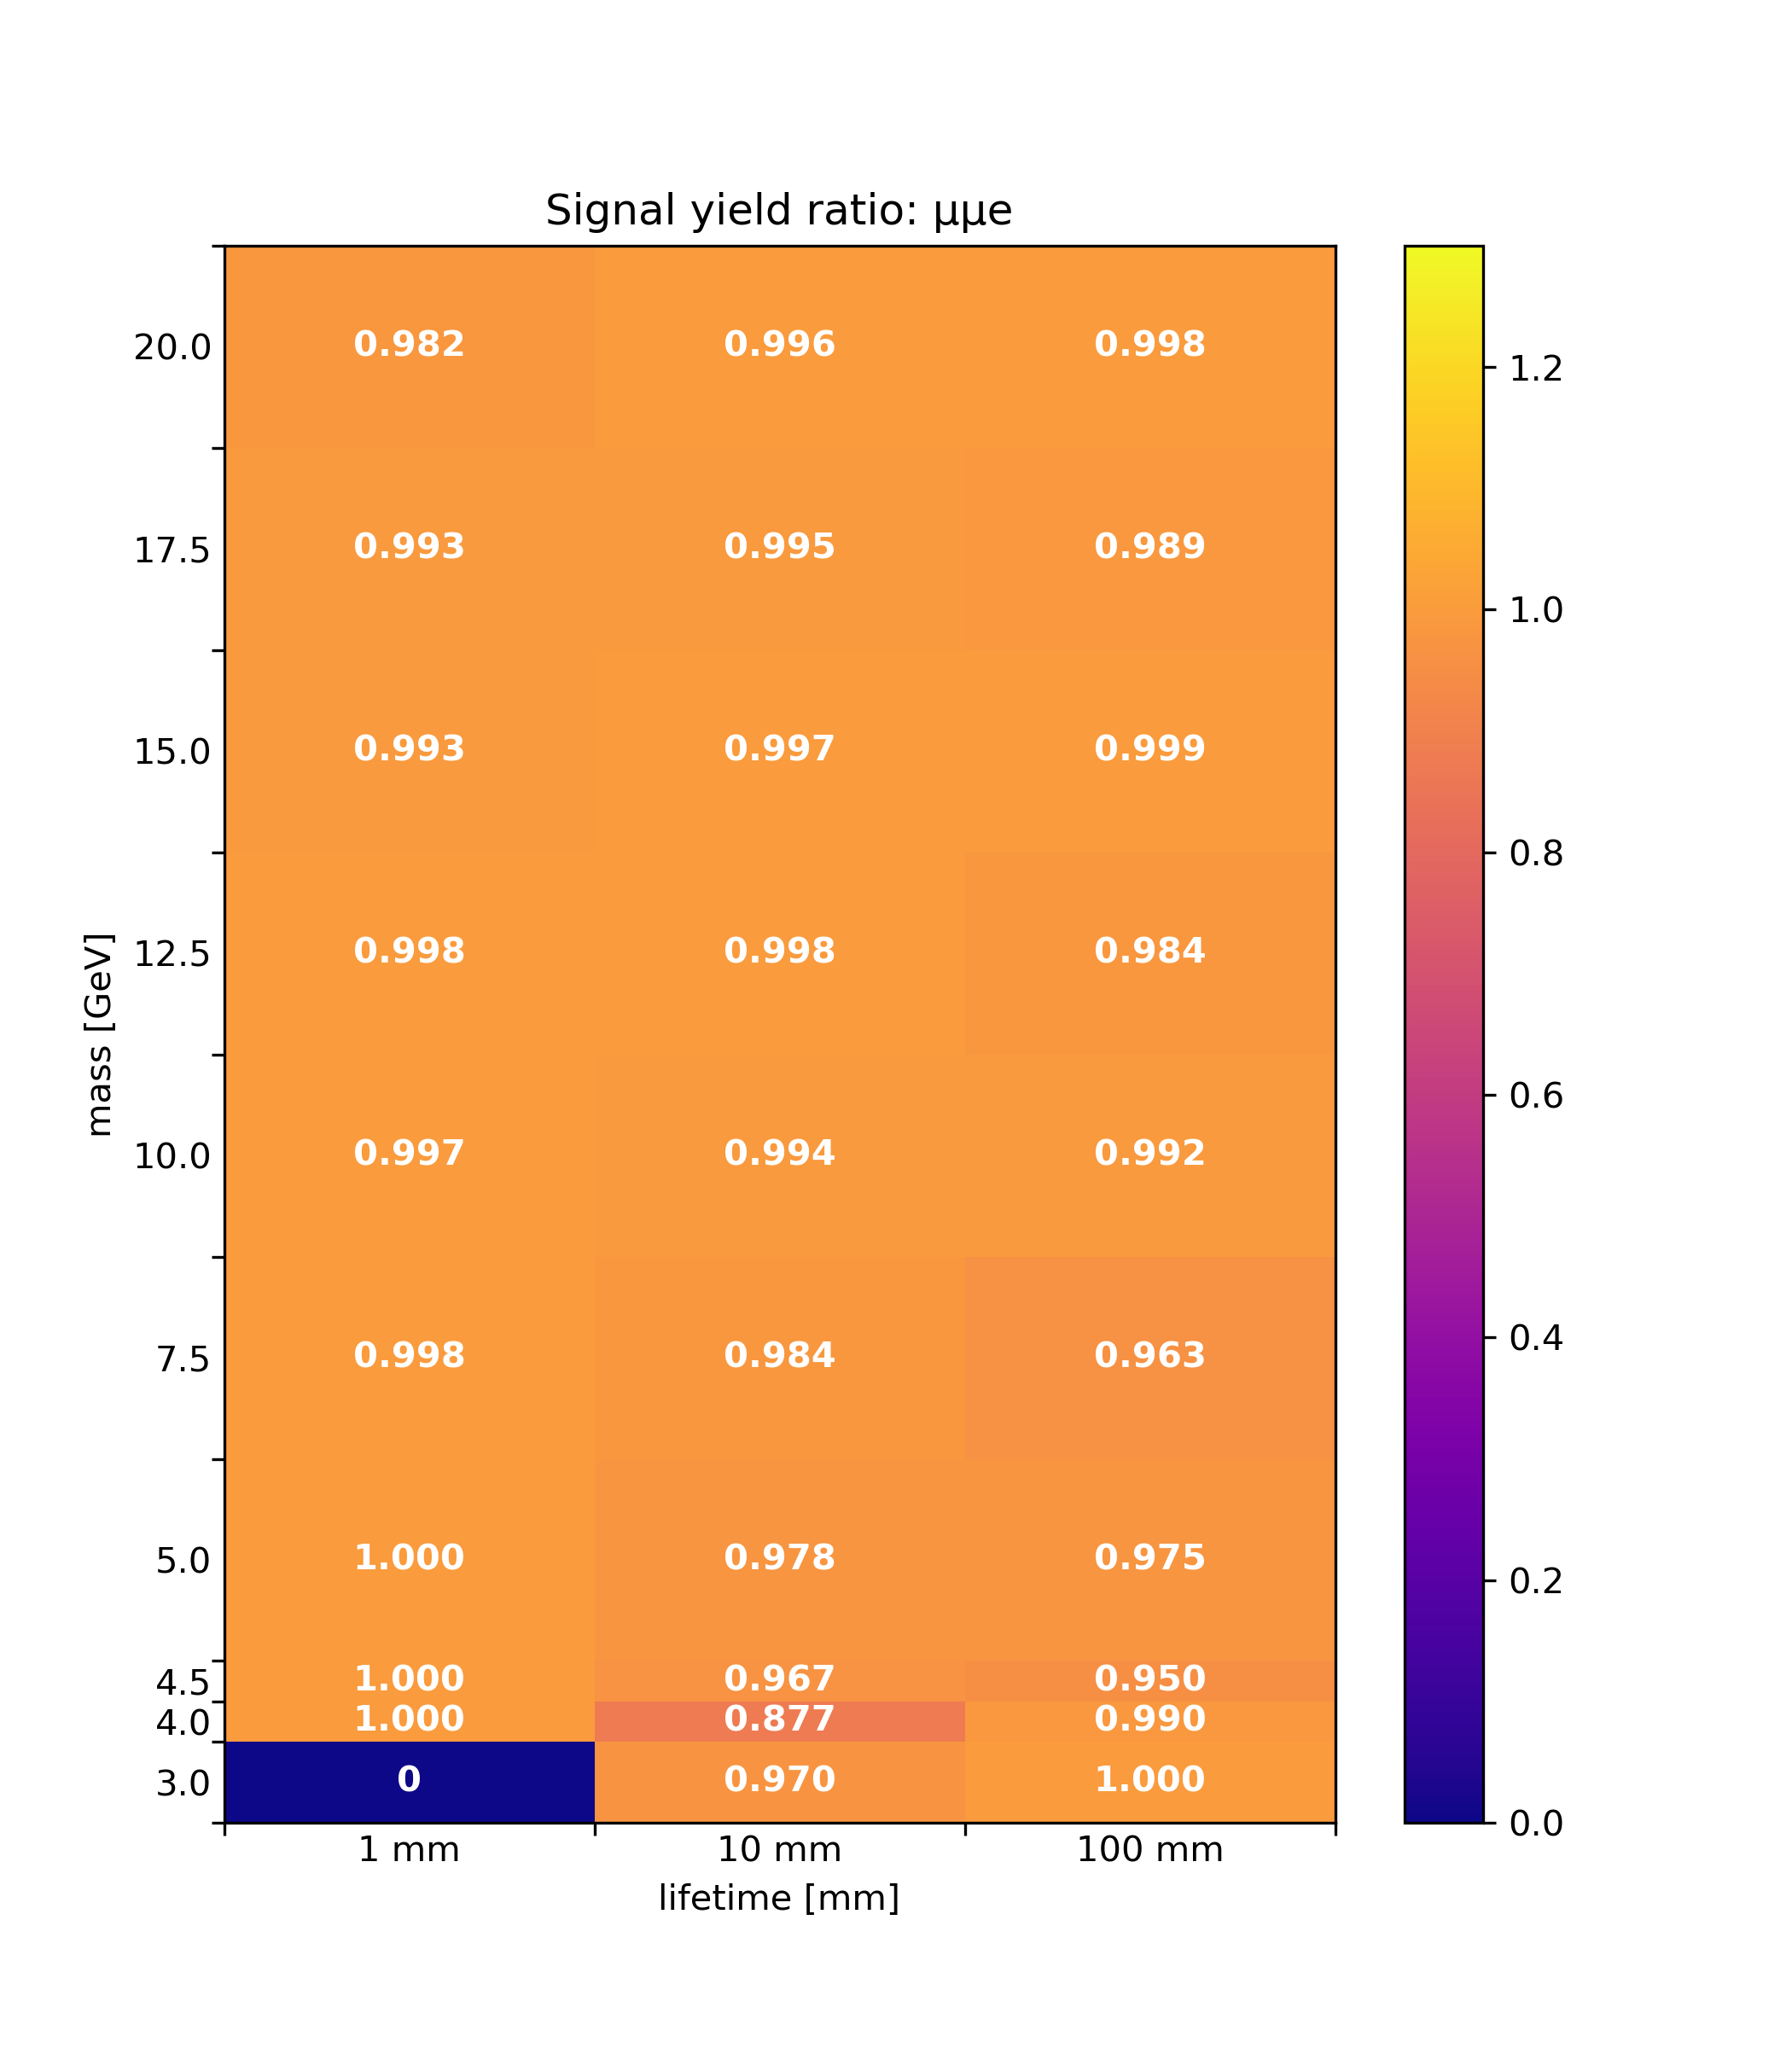 Signal yield ratio: μμe
20.0 0.982 0.996 0.998
1.2
17.5 0.993 0.995 0.989
1.0
15.0 0.993 0.997 0.999
0.8
mass [GeV]
12.5 0.998 0.998 0.984
0.6
10.0 0.997 0.994 0.992
0.4
7.5 0.998 0.984 0.963
5.0 1.000 0.978 0.975
0.2
4.5 1.000 0.967 0.950
4.0 1.000 0.877 0.990
3.0 0 0.970 1.000
0.0
1 mm 10 mm 100 mm
lifetime [mm]